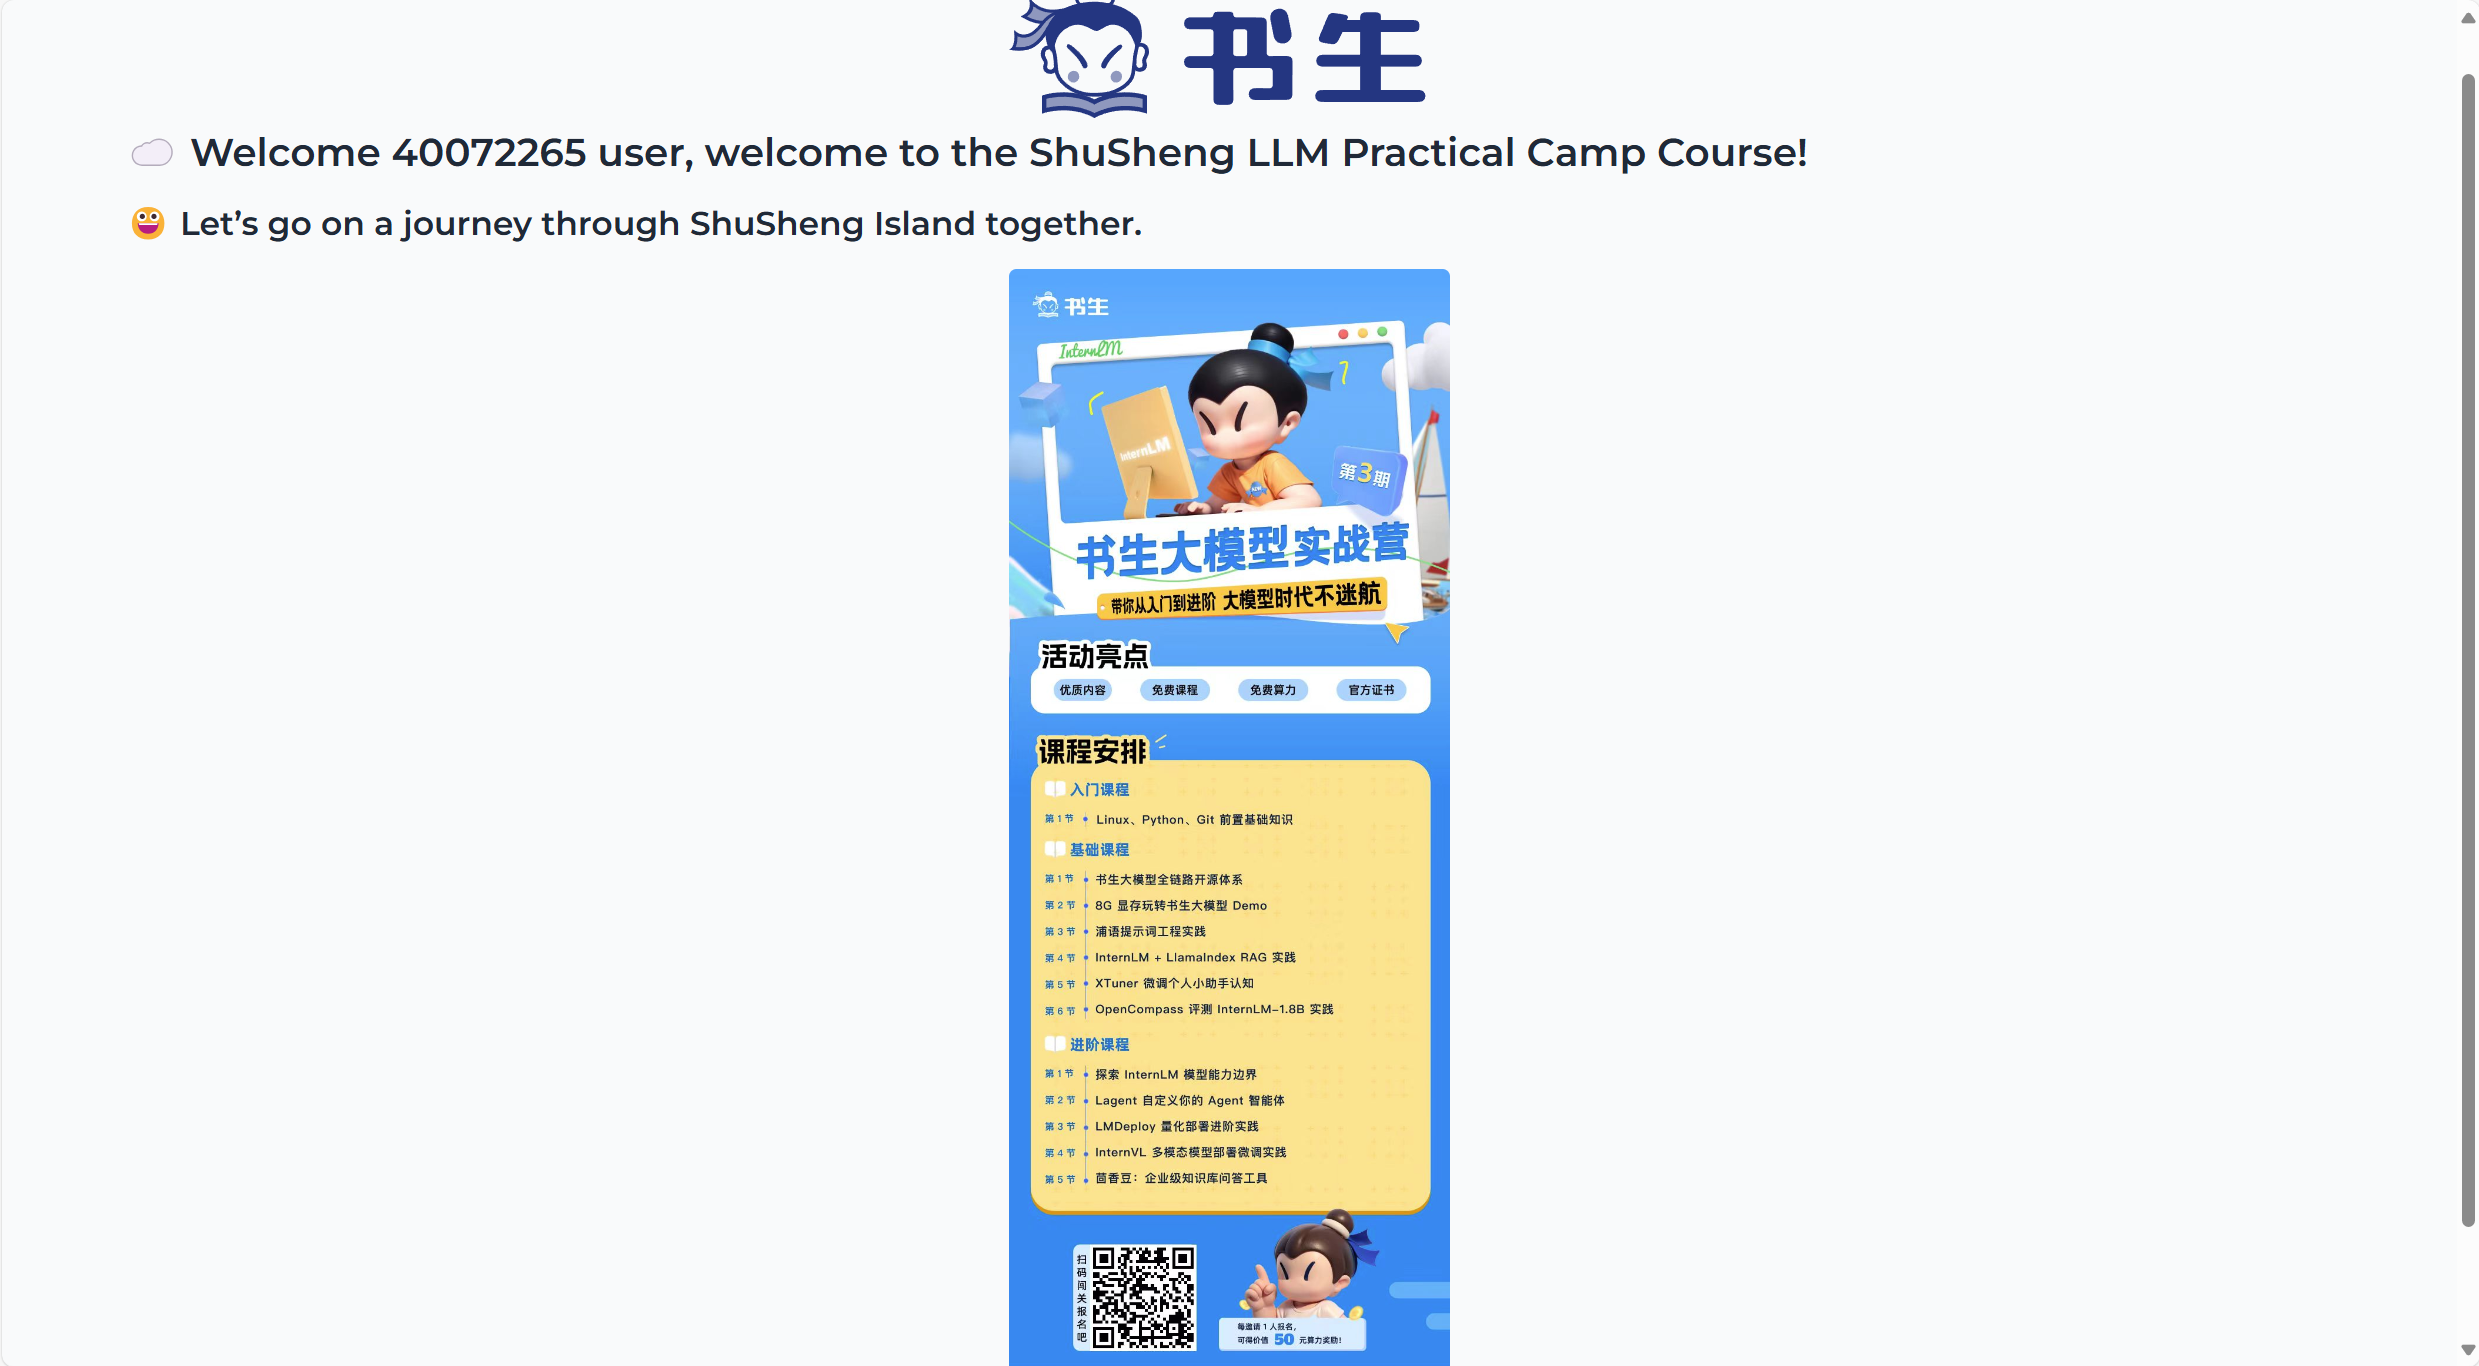 书生
Welcome 40072265 user, welcome to the ShuSheng LLM Practical Camp Course!
Let’s go on a journey through ShuSheng Island together.
书生
InternLM
InternLM
第3期
书生大模型实战营
带你从入门到进阶 大模型时代不迷航
活动亮点
优质内容 免费课程 免费算力 官方证书
课程安排
入门课程
第1节 Linux、Python、Git 前置基础知识
基础课程
第1节 书生大模型全链路开源体系
第2节 8G 显存玩转书生大模型 Demo
第3节 浦语提示词工程实践
第4节 InternLM + LlamaIndex RAG 实践
第5节 XTuner 微调个人小助手认知
第6节 OpenCompass 评测 InternLM-1.8B 实践
进阶课程
第1节 探索 InternLM 模型能力边界
第2节 Lagent 自定义你的 Agent 智能体
第3节 LMDeploy 量化部署进阶实践
第4节 InternVL 多模态模型部署微调实践
第5节 茴香豆：企业级知识库问答工具
扫码闯关报名吧
每邀请1人报名，
可得价值 50 元算力奖励!